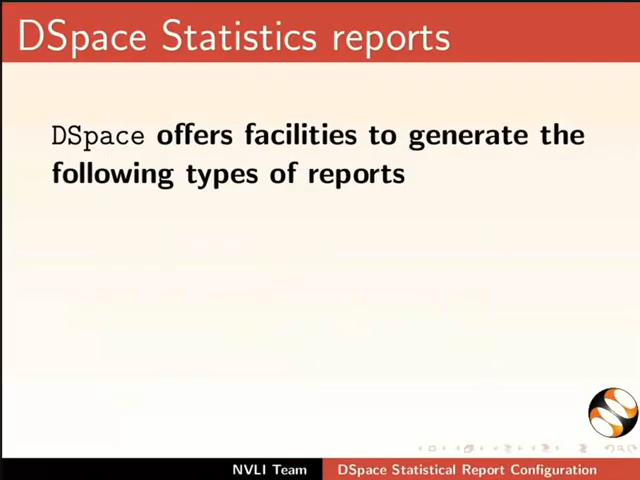 DSpace Statistics reports
DSpace offers facilities to generate the
following types of reports
NVLI Team
DSpace Statistical Report Configuration